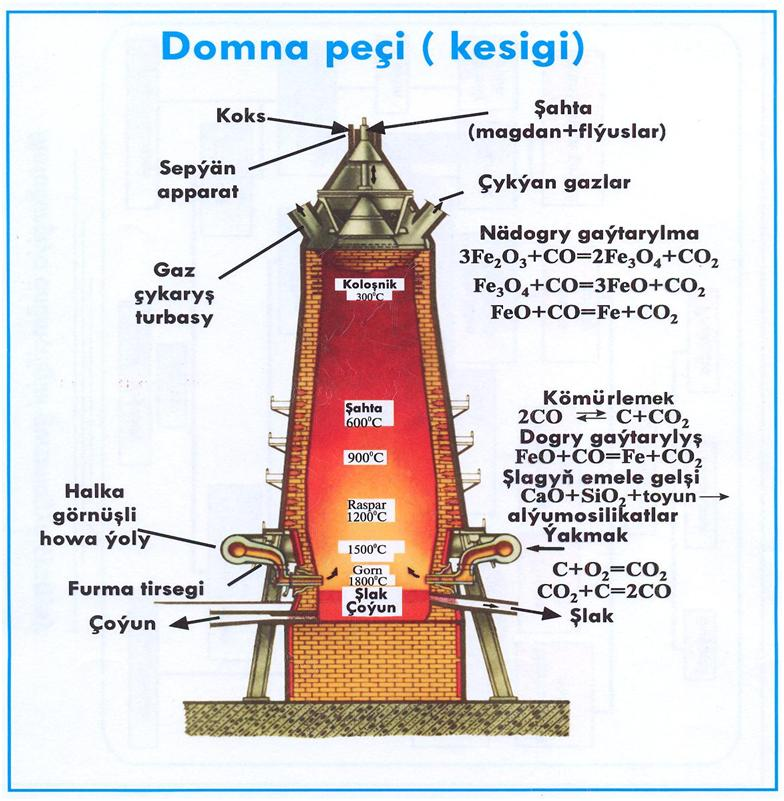 Domna peçi ( kesigi)
Koks
Şahta
(magdan+flýuslar)
Sepýän
apparat
Çykýan gazlar
Gaz
çykaryş
turbasy
Nädogry gaýtarylma
3Fe₂O₃+CO=2Fe₃O₄+CO₂
Fe₃O₄+CO=3FeO+CO₂
FeO+CO=Fe+CO₂
Koloşnik
300°C
Şahta
600°C
900°C
Raspar
1200°C
1500°C
Gorn
1800°C
Şlak
Çoýun
Kömürlemek
2CO ⇄ C+CO₂
Dogry gaýtarylyş
FeO+CO=Fe+CO₂
Şlagyň emele gelşi
CaO+SiO₂+toyun→
alýumosilikatlar
Ýakmak
C+O₂=CO₂
CO₂+C=2CO
Şlak
Halka
görnüşli
howa ýoly
Furma tirsegi
Çoýun